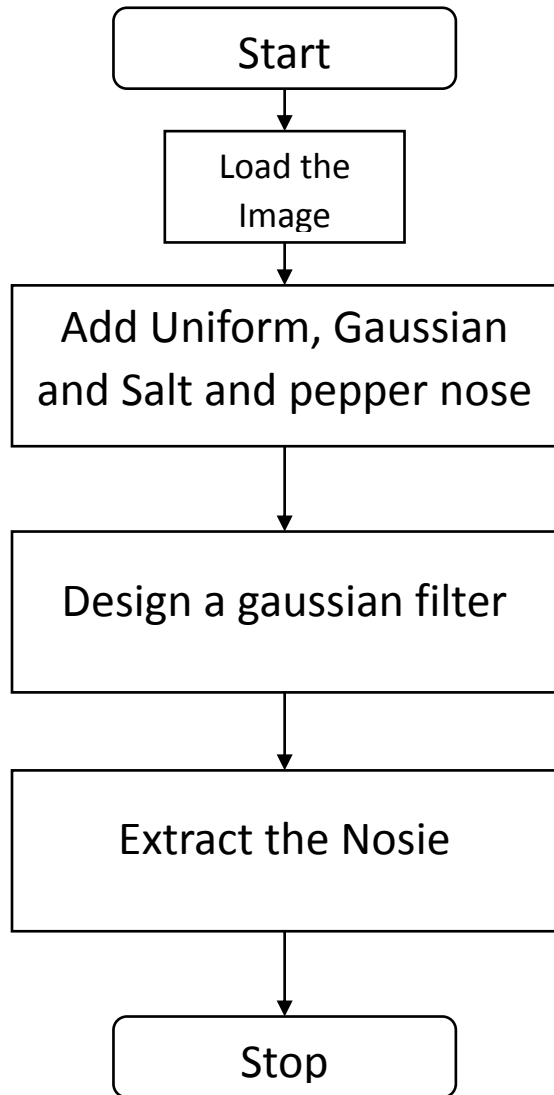 Start
Load the
Image
Add Uniform, Gaussian
and Salt and pepper nose
Design a gaussian filter
Extract the Nosie
Stop